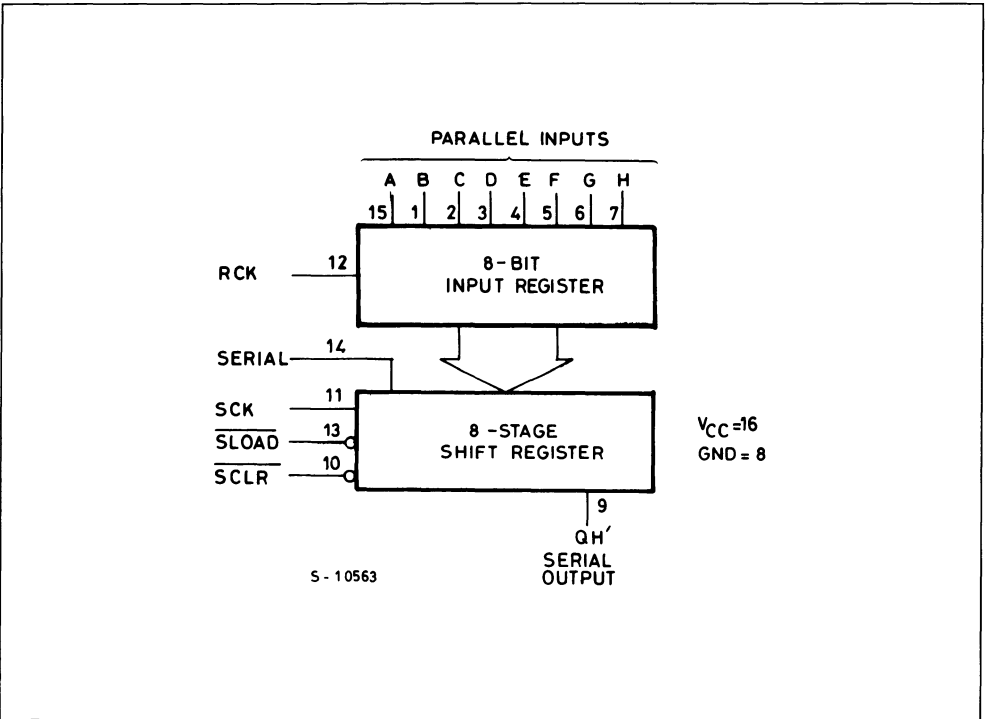 PARALLEL INPUTS
A B C D E F G H
15 1 2 3 4 5 6 7
RCK 12
8-BIT
INPUT REGISTER
SERIAL 14
SCK 11
SLOAD 13
SCLR 10
8-STAGE
SHIFT REGISTER
VCC=16
GND = 8
9
QH′
SERIAL
OUTPUT
S-10563